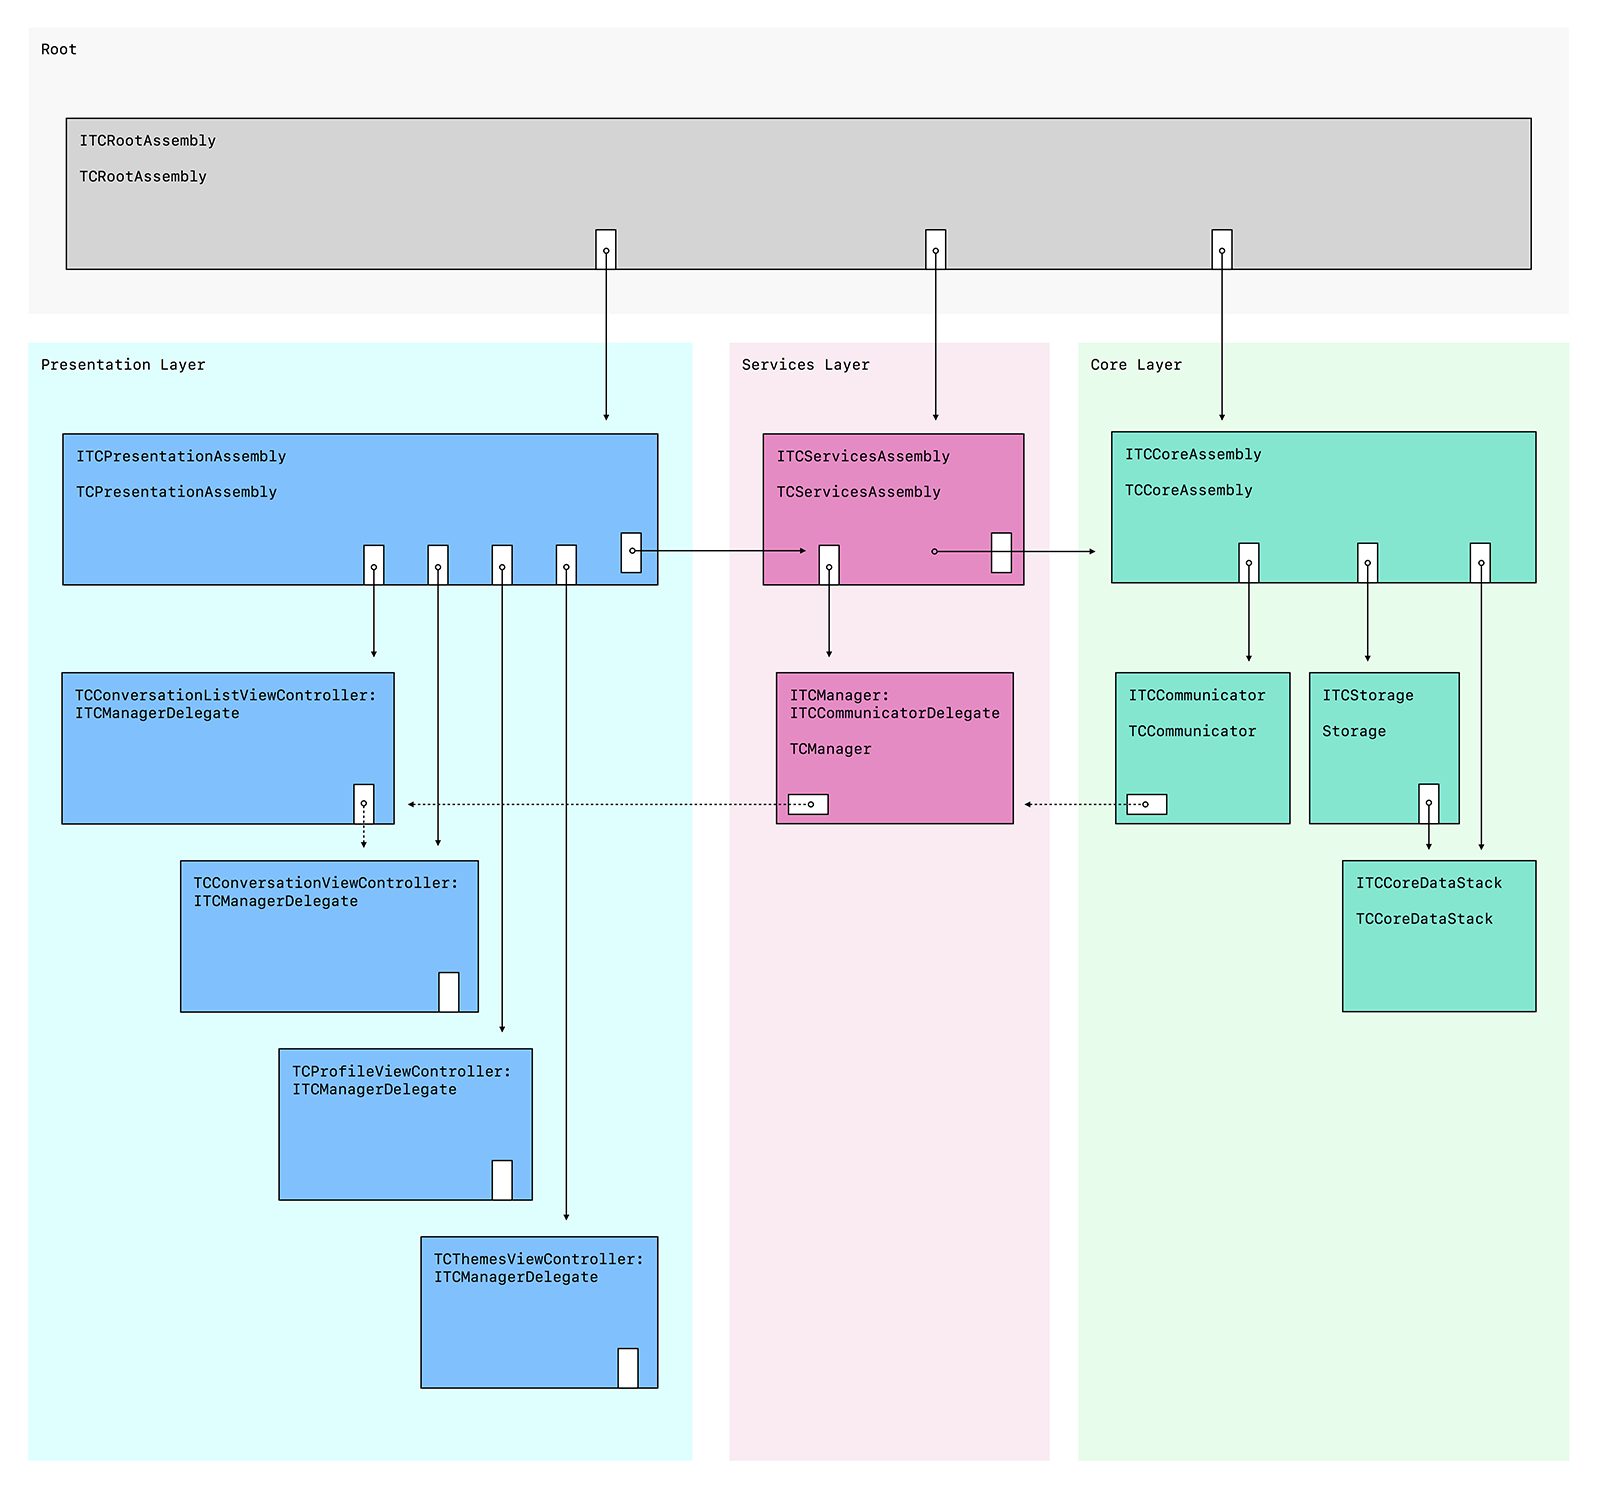 Root
ITCRootAssembly
TCRootAssembly
Presentation Layer
ITCPresentationAssembly
TCPresentationAssembly
TCConversationListViewController:
ITCManagerDelegate
TCConversationViewController:
ITCManagerDelegate
TCProfileViewController:
ITCManagerDelegate
TCThemesViewController:
ITCManagerDelegate
Services Layer
ITCServicesAssembly
TCServicesAssembly
ITCManager:
ITCCommunicatorDelegate
TCManager
Core Layer
ITCCoreAssembly
TCCoreAssembly
ITCCommunicator
TCCommunicator
ITCStorage
Storage
ITCCoreDataStack
TCCoreDataStack